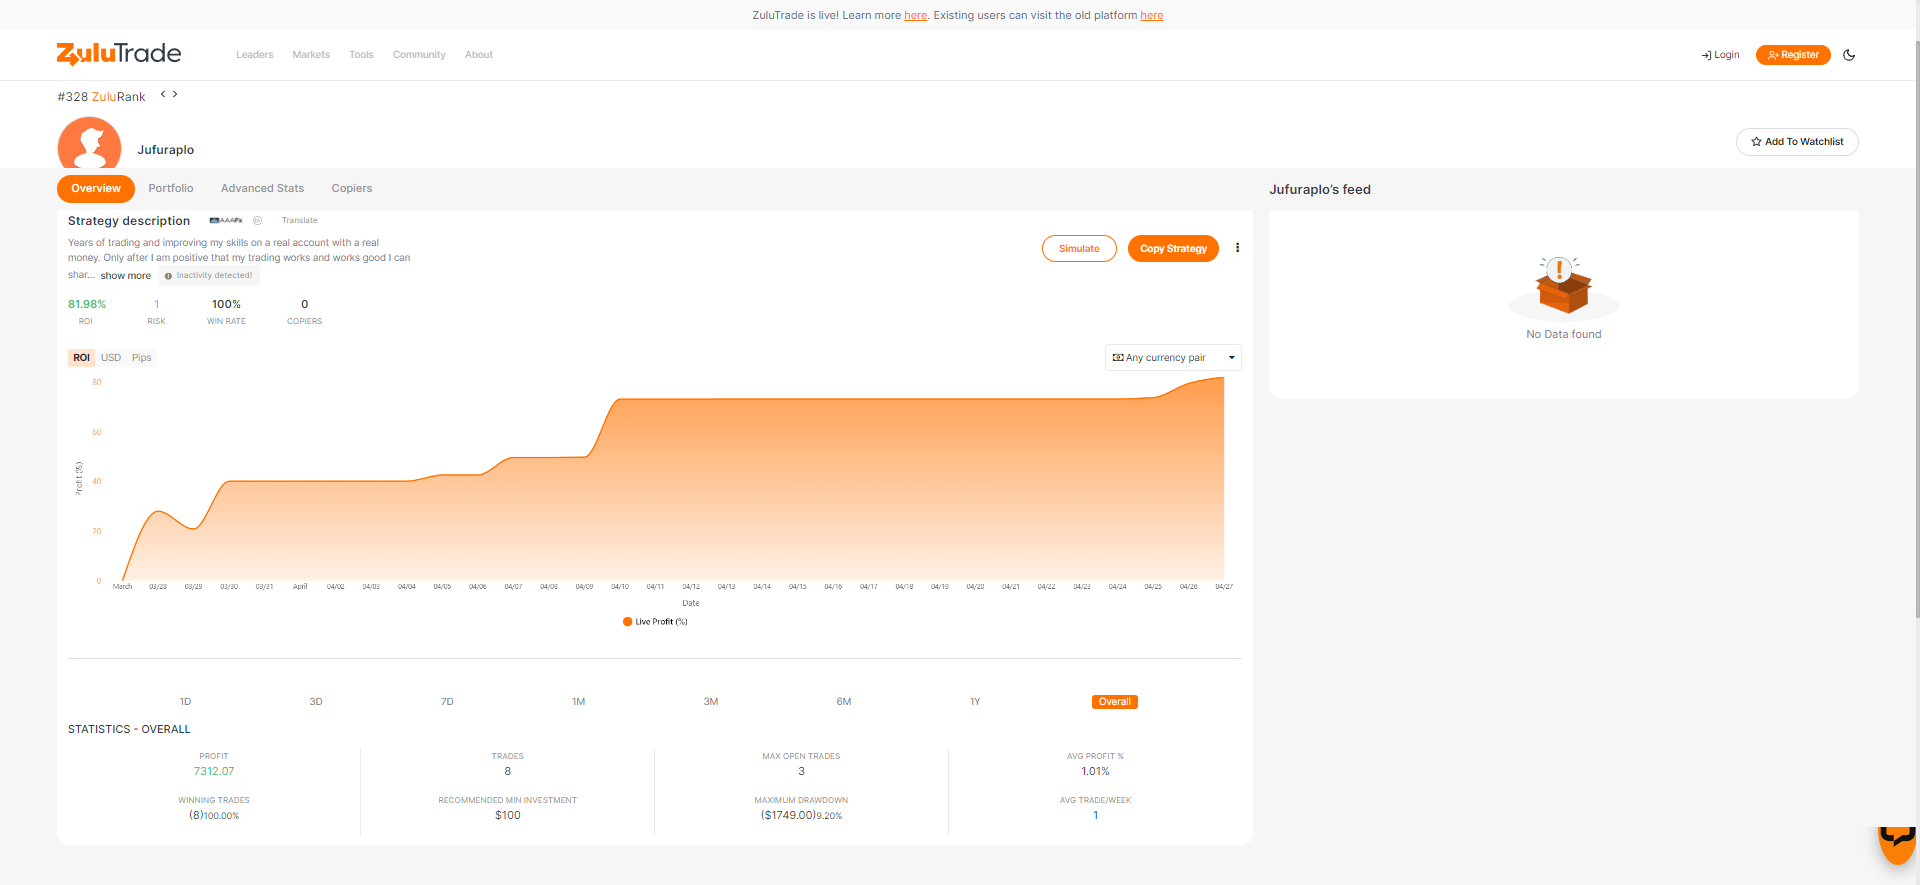 ZuluTrade is live! Learn more here. Existing users can visit the old platform here
ZuluTrade
Leaders Markets Tools Community About
Login Register
#328 ZuluRank < >
Jufuraplo
Add To Watchlist
Overview Portfolio Advanced Stats Copiers
Jufuraplo's feed
Strategy description AAAFx Translate
Years of trading and improving my skills on a real account with a real
money. Only after I am positive that my trading works and works good I can
shar... show more Inactivity detected!
Simulate Copy Strategy
No Data found
81.98% 1 100% 0
ROI RISK WIN RATE COPIERS
ROI USD Pips
Any currency pair
80
60
40
20
0
Profit (%)
March 03/28 03/29 03/30 03/31 April 04/02 04/03 04/04 04/05 04/06 04/07 04/08 04/09 04/10 04/11 04/12 04/13 04/14 04/15 04/16 04/17 04/18 04/19 04/20 04/21 04/22 04/23 04/24 04/25 04/26 04/27
Date
Live Profit (%)
1D 3D 7D 1M 3M 6M 1Y Overall
STATISTICS - OVERALL
PROFIT TRADES MAX OPEN TRADES AVG PROFIT %
7312.07 8 3 1.01%
WINNING TRADES RECOMMENDED MIN INVESTMENT MAXIMUM DRAWDOWN AVG TRADE/WEEK
(8)100.00% $100 ($1749.00)9.20% 1